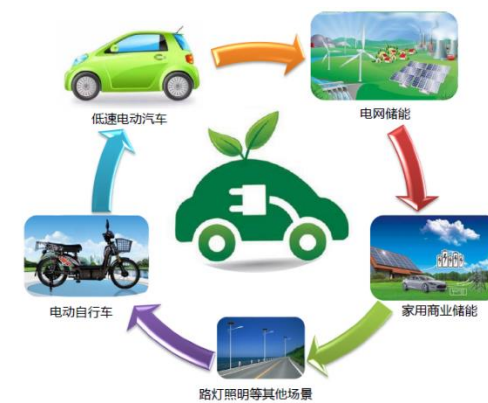 低速电动汽车
电网储能
家用商业储能
路灯照明等其他场景
电动自行车